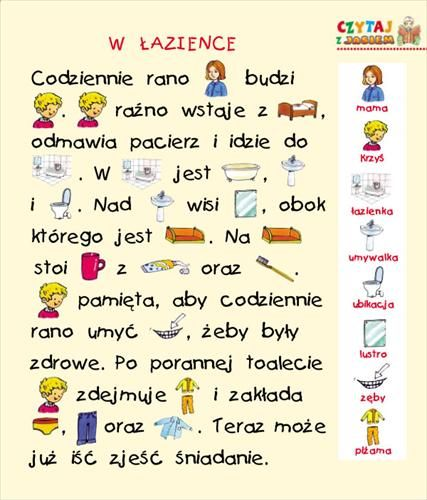 CZYTAJ
Z JASIEM
W ŁAZIENCE
Codziennie rano budzi
. raźno wstaje z ,
odmawia pacierz i idzie do
. W jest , ,
i . Nad wisi , obok
którego jest . Na
stoi z oraz .
pamięta, aby codziennie
rano umyć , żeby były
zdrowe. Po porannej toalecie
zdejmuje i zakłada
, oraz . Teraz może
już iść zjeść śniadanie.
mama
Krzyś
łazienka
umywalka
ubikacja
lustro
zęby
piżama